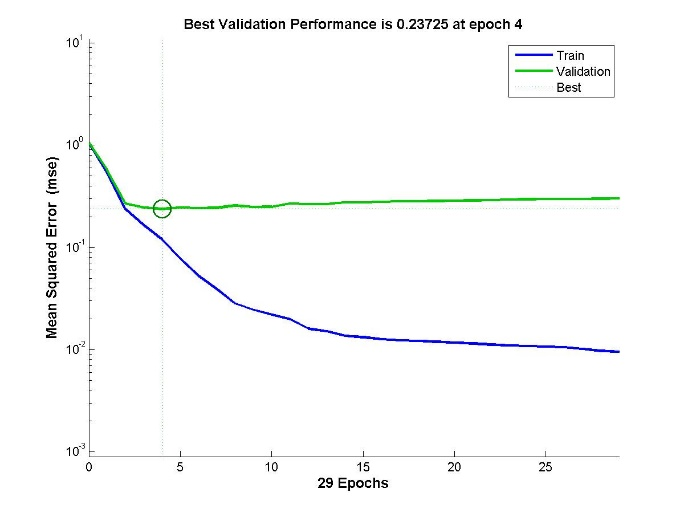 Best Validation Performance is 0.23725 at epoch 4
Train
Validation
Best
Mean Squared Error (mse)
10^1
10^0
10^-1
10^-2
10^-3
0 5 10 15 20 25
29 Epochs